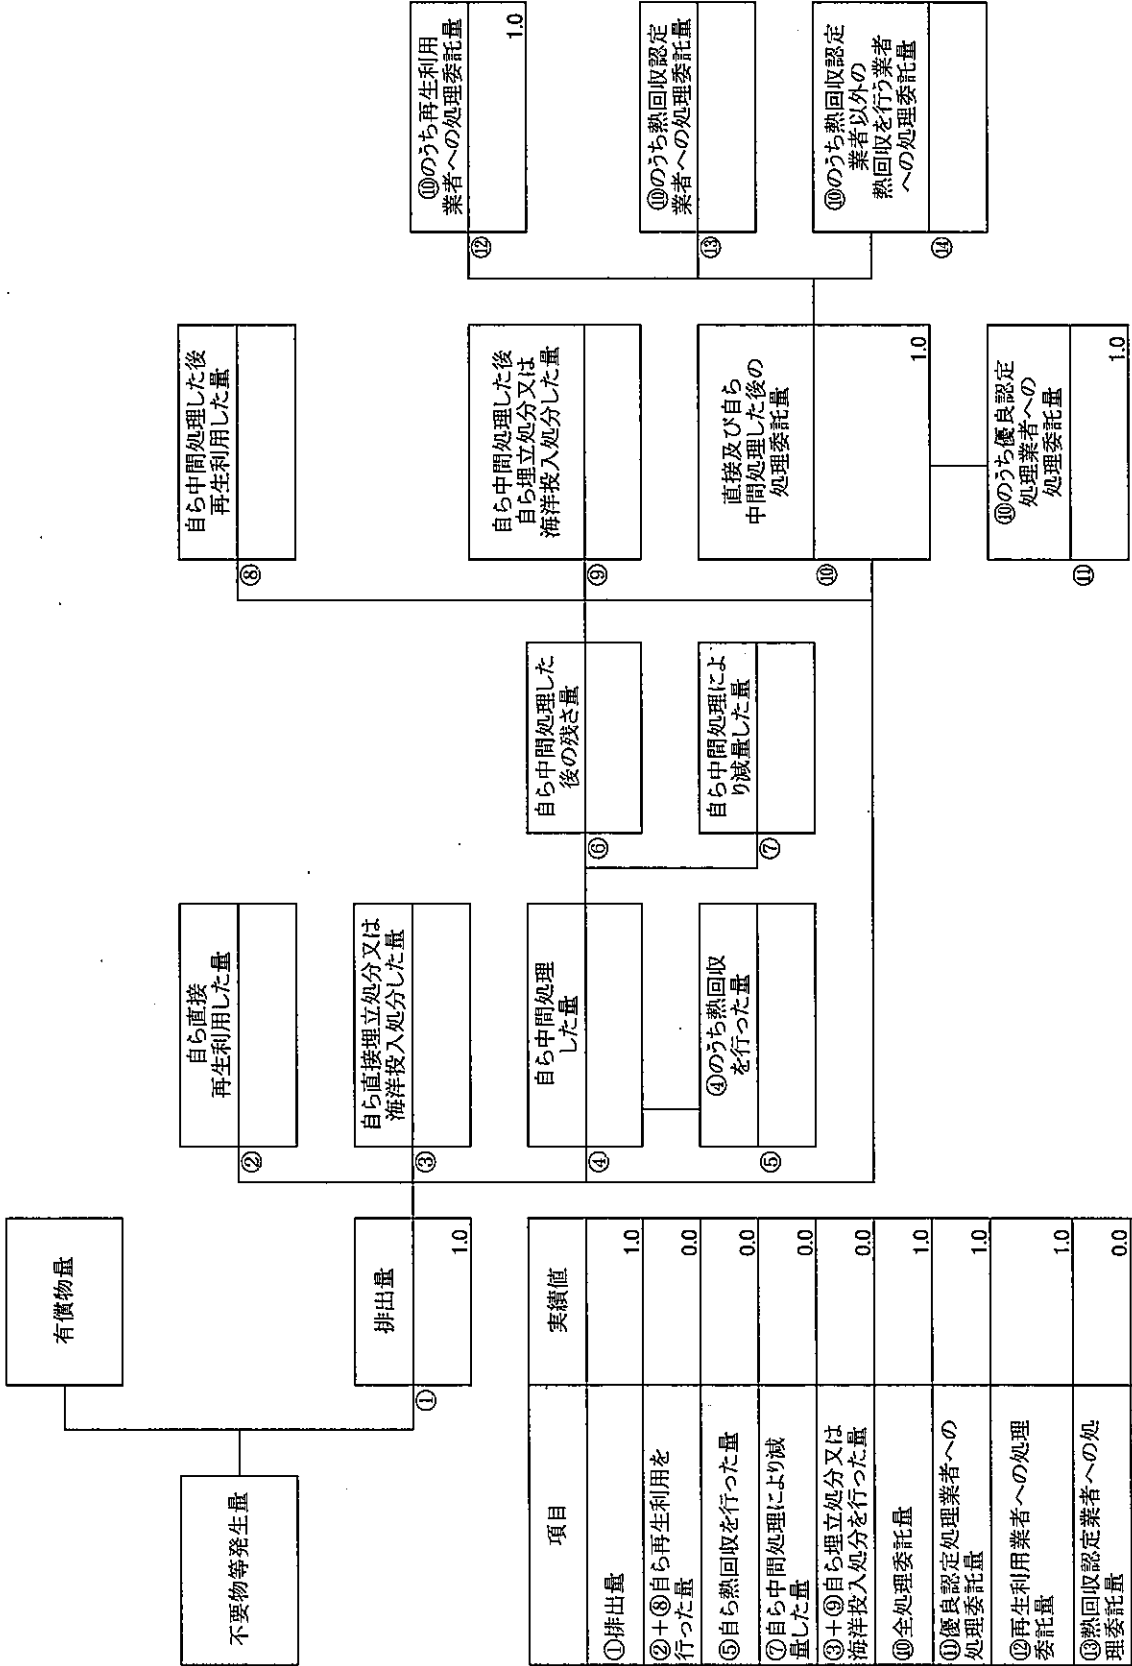 不要物等発生量
有償物量
排出量
①
1.0
自ら直接
再生利用した量
②
自ら直接埋立処分又は
海洋投入処分した量
③
自ら中間処理
した量
④
④のうち熱回収
を行った量
⑤
自ら中間処理した
後の残さ量
⑥
自ら中間処理によ
り減量した量
⑦
自ら中間処理した後
再生利用した量
⑧
自ら中間処理した後
自ら埋立処分又は
海洋投入処分した量
⑨
直接及び自ら
中間処理した後の
処理委託量
⑩
1.0
⑩のうち優良認定
処理業者への
処理委託量
⑪
1.0
⑩のうち再生利用
業者への処理委託量
⑫
1.0
⑩のうち熱回収認定
業者への処理委託量
⑬
⑩のうち熱回収認定
業者以外の
熱回収を行う業者
への処理委託量
⑭
項目 実績値
①排出量 1.0
②+⑧自ら再生利用を
行った量 0.0
⑤自ら熱回収を行った量 0.0
⑦自ら中間処理により減
量した量 0.0
③+⑨自ら埋立処分又は
海洋投入処分を行った量 0.0
⑩全処理委託量 1.0
⑪優良認定処理業者への
処理委託量 1.0
⑫再生利用業者への処理
委託量 1.0
⑬熱回収認定業者への処
理委託量 0.0